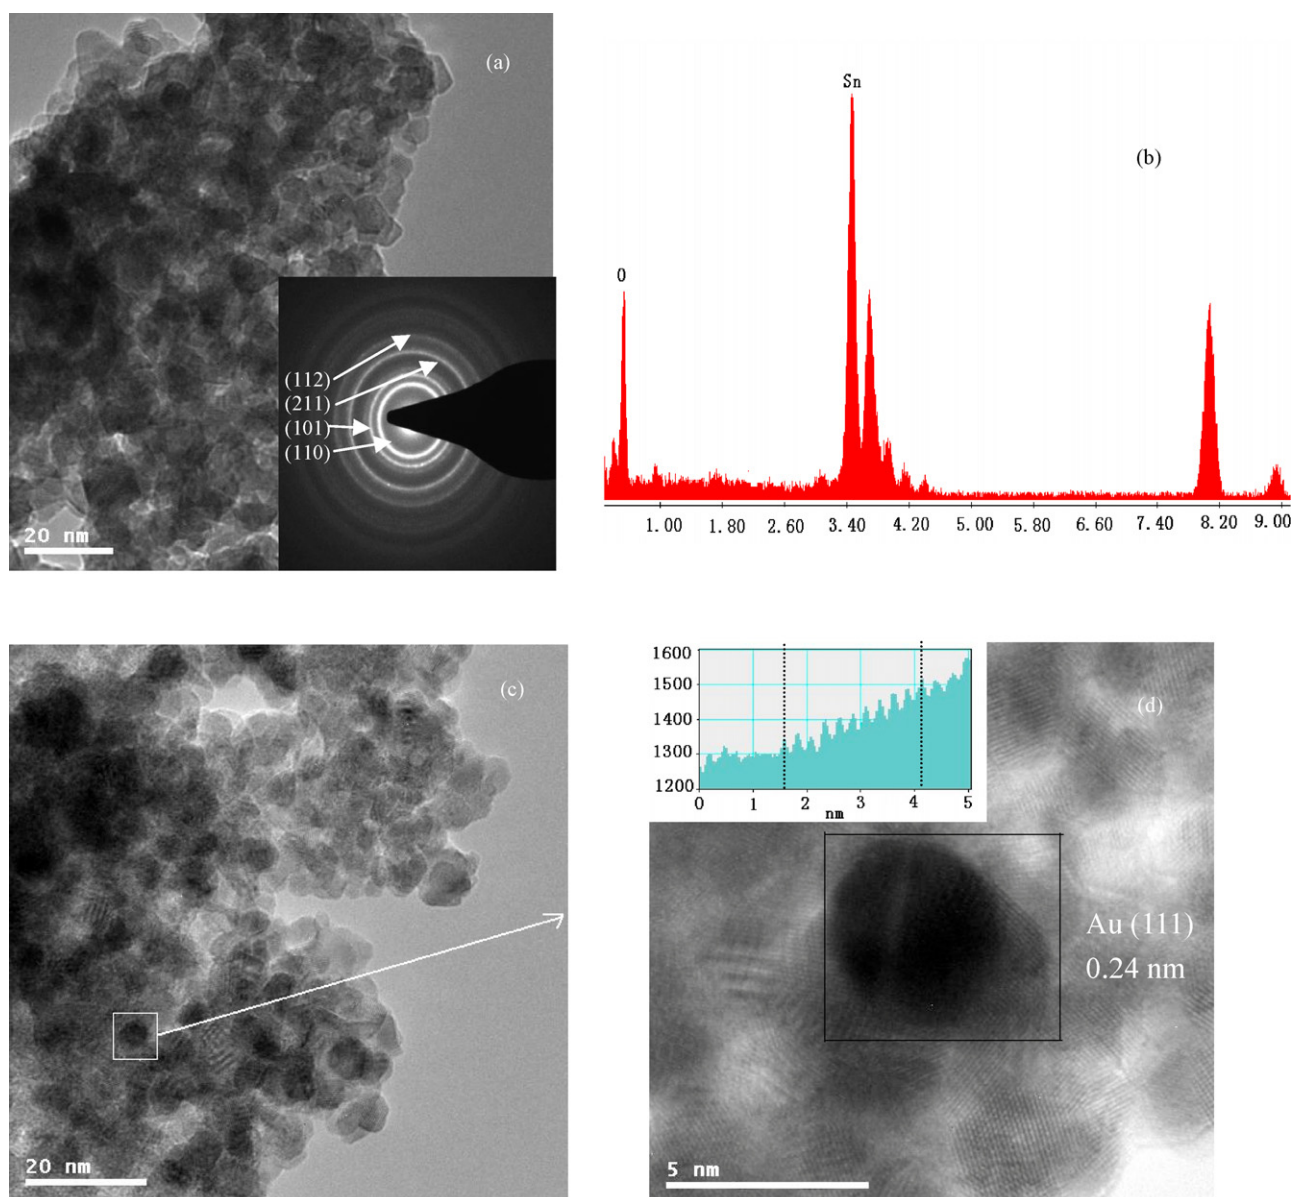 (a)
(112)
(211)
(101)
(110)
20 nm
Sn
(b)
O
1.00 1.80 2.60 3.40 4.20 5.00 5.80 6.60 7.40 8.20 9.00
(c)
20 nm
1600
1500
1400
1300
1200
0 1 2 3 4 5
nm
(d)
Au (111)
0.24 nm
5 nm